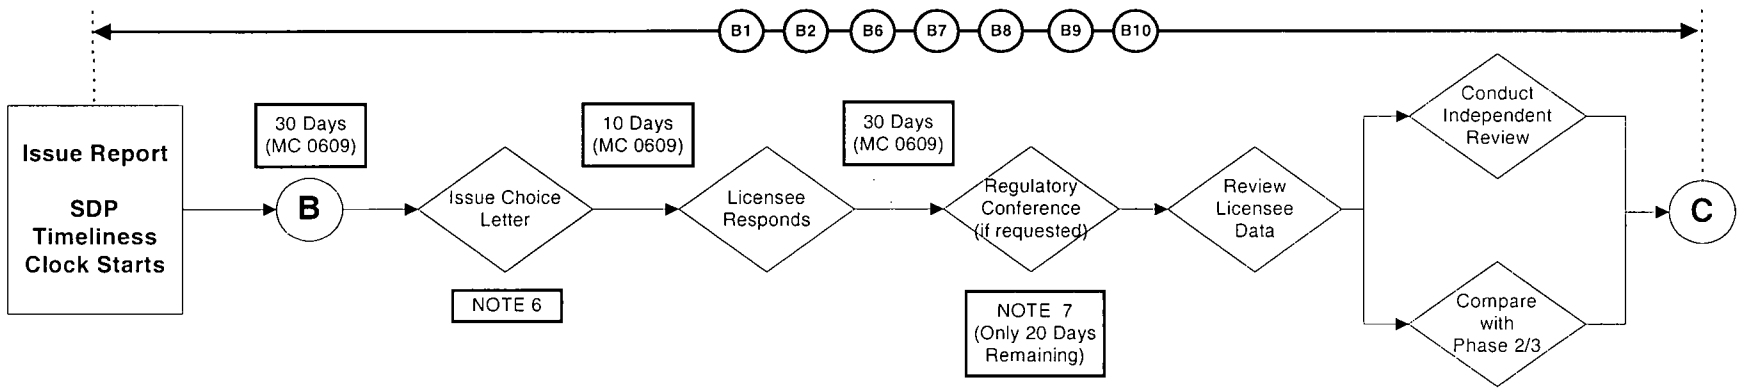 B1 B2 B6 B7 B8 B9 B10
Issue Report
SDP
Timeliness
Clock Starts
30 Days
(MC 0609)
B
Issue Choice
Letter
NOTE 6
10 Days
(MC 0609)
Licensee
Responds
30 Days
(MC 0609)
Regulatory
Conference
(if requested)
NOTE 7
(Only 20 Days
Remaining)
Review
Licensee
Data
Conduct
Independent
Review
Compare
with
Phase 2/3
C